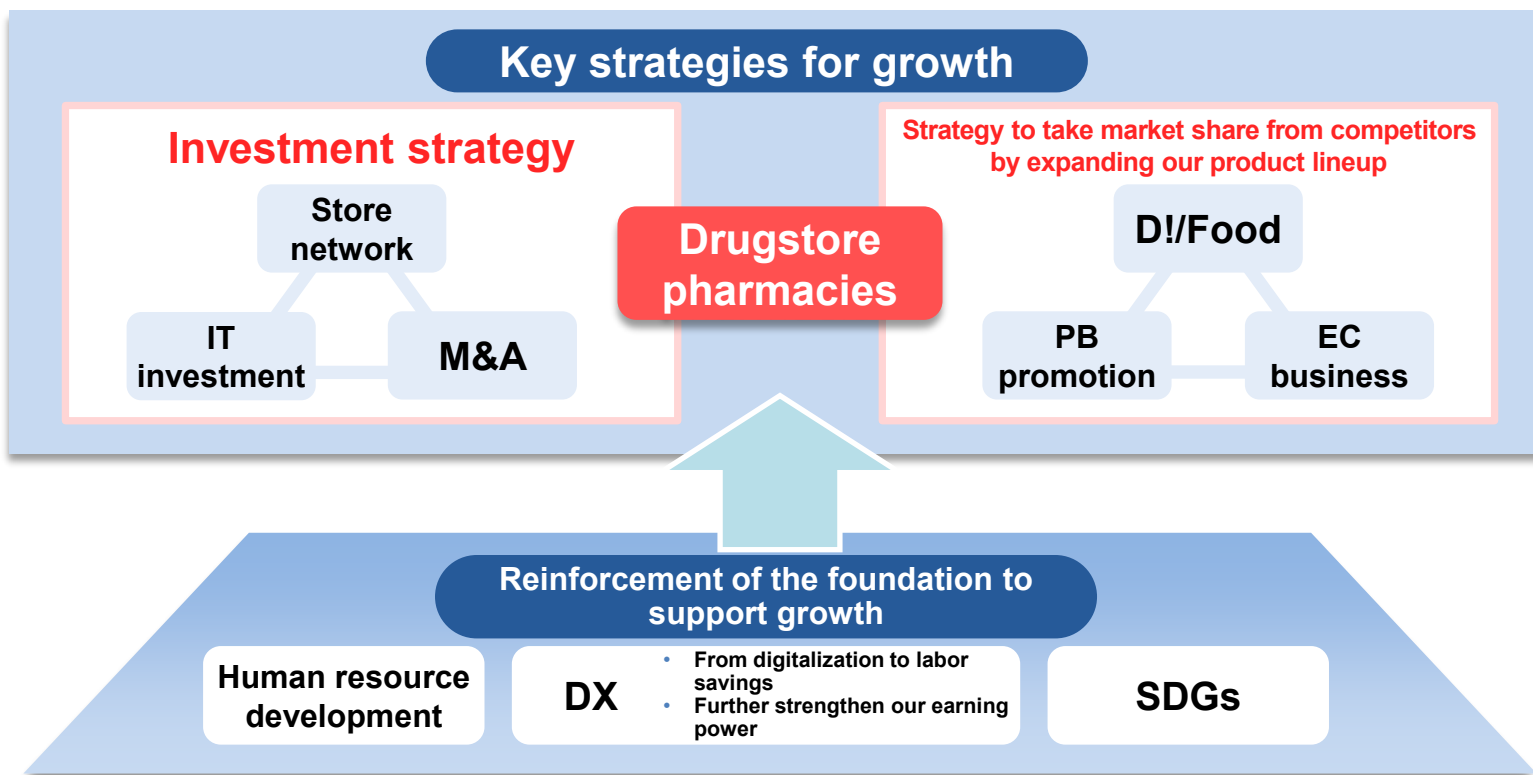 Key strategies for growth
Investment strategy
Store
network
IT
investment
M&A
Drugstore
pharmacies
Strategy to take market share from competitors
by expanding our product lineup
D!/Food
PB
promotion
EC
business
Reinforcement of the foundation to
support growth
Human resource
development
DX
• From digitalization to labor
savings
• Further strengthen our earning
power
SDGs